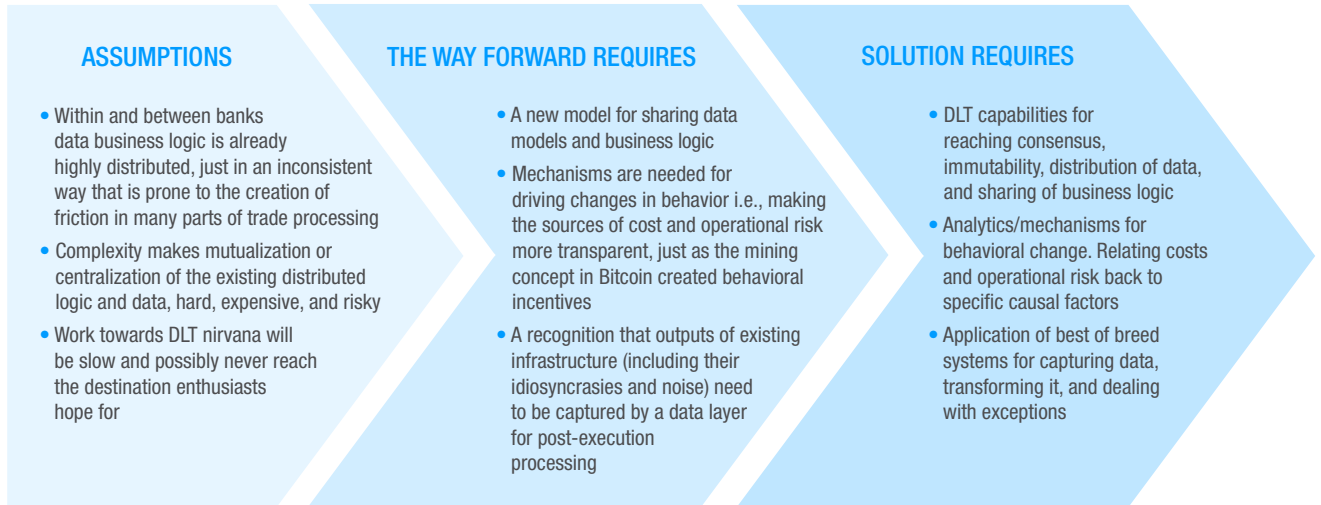 ASSUMPTIONS
• Within and between banks
data business logic is already
highly distributed, just in an inconsistent
way that is prone to the creation of
friction in many parts of trade processing
• Complexity makes mutualization or
centralization of the existing distributed
logic and data, hard, expensive, and risky
• Work towards DLT nirvana will
be slow and possibly never reach
the destination enthusiasts
hope for
THE WAY FORWARD REQUIRES
• A new model for sharing data
models and business logic
• Mechanisms are needed for
driving changes in behavior i.e., making
the sources of cost and operational risk
more transparent, just as the mining
concept in Bitcoin created behavioral
incentives
• A recognition that outputs of existing
infrastructure (including their
idiosyncrasies and noise) need
to be captured by a data layer
for post-execution
processing
SOLUTION REQUIRES
• DLT capabilities for
reaching consensus,
immutability, distribution of data,
and sharing of business logic
• Analytics/mechanisms for
behavioral change. Relating costs
and operational risk back to
specific causal factors
• Application of best of breed
systems for capturing data,
transforming it, and dealing
with exceptions